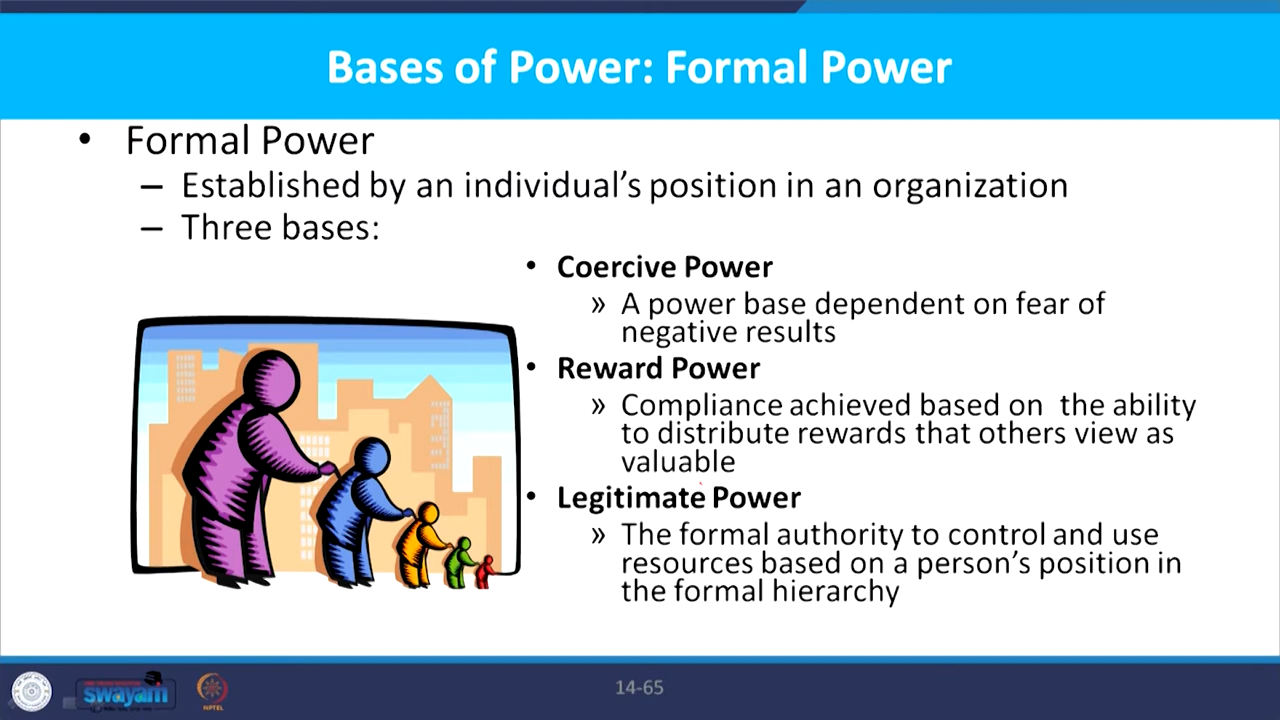 Bases of Power: Formal Power
• Formal Power
– Established by an individual's position in an organization
– Three bases:
• Coercive Power
» A power base dependent on fear of
negative results
• Reward Power
» Compliance achieved based on  the ability
to distribute rewards that others view as
valuable
• Legitimate Power
» The formal authority to control and use
resources based on a person's position in
the formal hierarchy
swayam
NPTEL
14-65